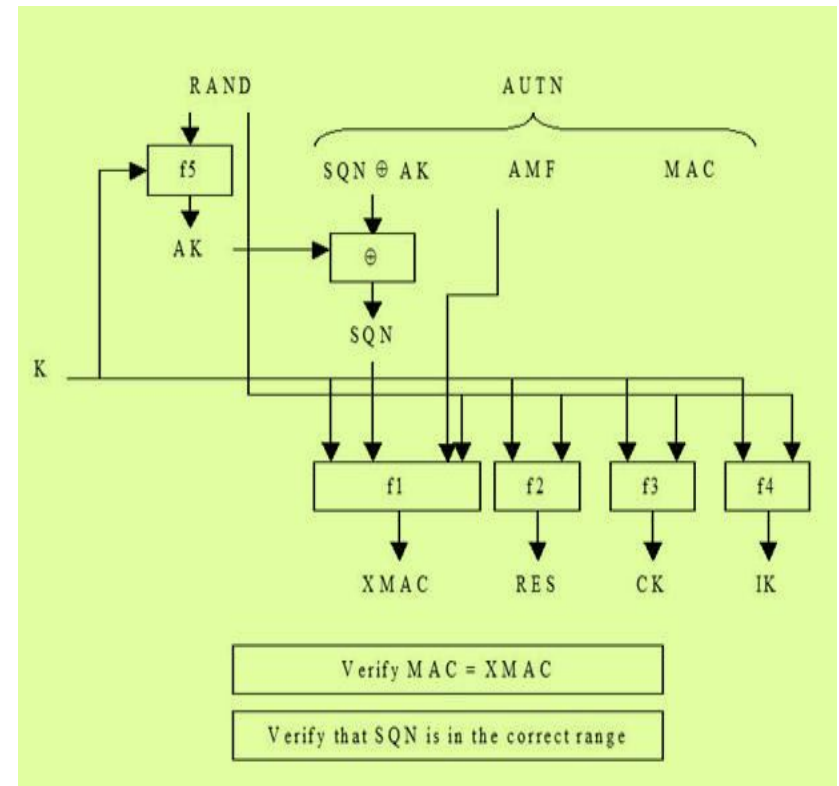 RAND AUTN
f5 SQN ⊕ AK AMF MAC
AK ⊕
SQN
K
f1 f2 f3 f4
XMAC RES CK IK
Verify MAC = XMAC
Verify that SQN is in the correct range